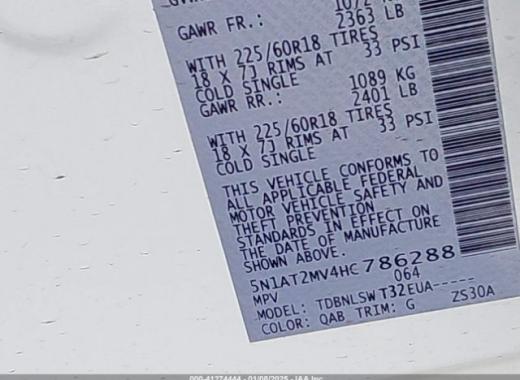 GAWR FR.: 1072 K
2363 LB
WITH 225/60R18 TIRES
18 X 7J RIMS AT 33 PSI
COLD SINGLE
GAWR RR.: 1089 KG
2401 LB
WITH 225/60R18 TIRES
18 X 7J RIMS AT 33 PSI
COLD SINGLE
THIS VEHICLE CONFORMS TO
ALL APPLICABLE FEDERAL
MOTOR VEHICLE SAFETY AND
THEFT PREVENTION
STANDARDS IN EFFECT ON
THE DATE OF MANUFACTURE
SHOWN ABOVE.
5N1AT2MV4HC786288
MPV 064
MODEL: TDBNLSWT32EUA-----
COLOR: QAB TRIM: G ZS30A